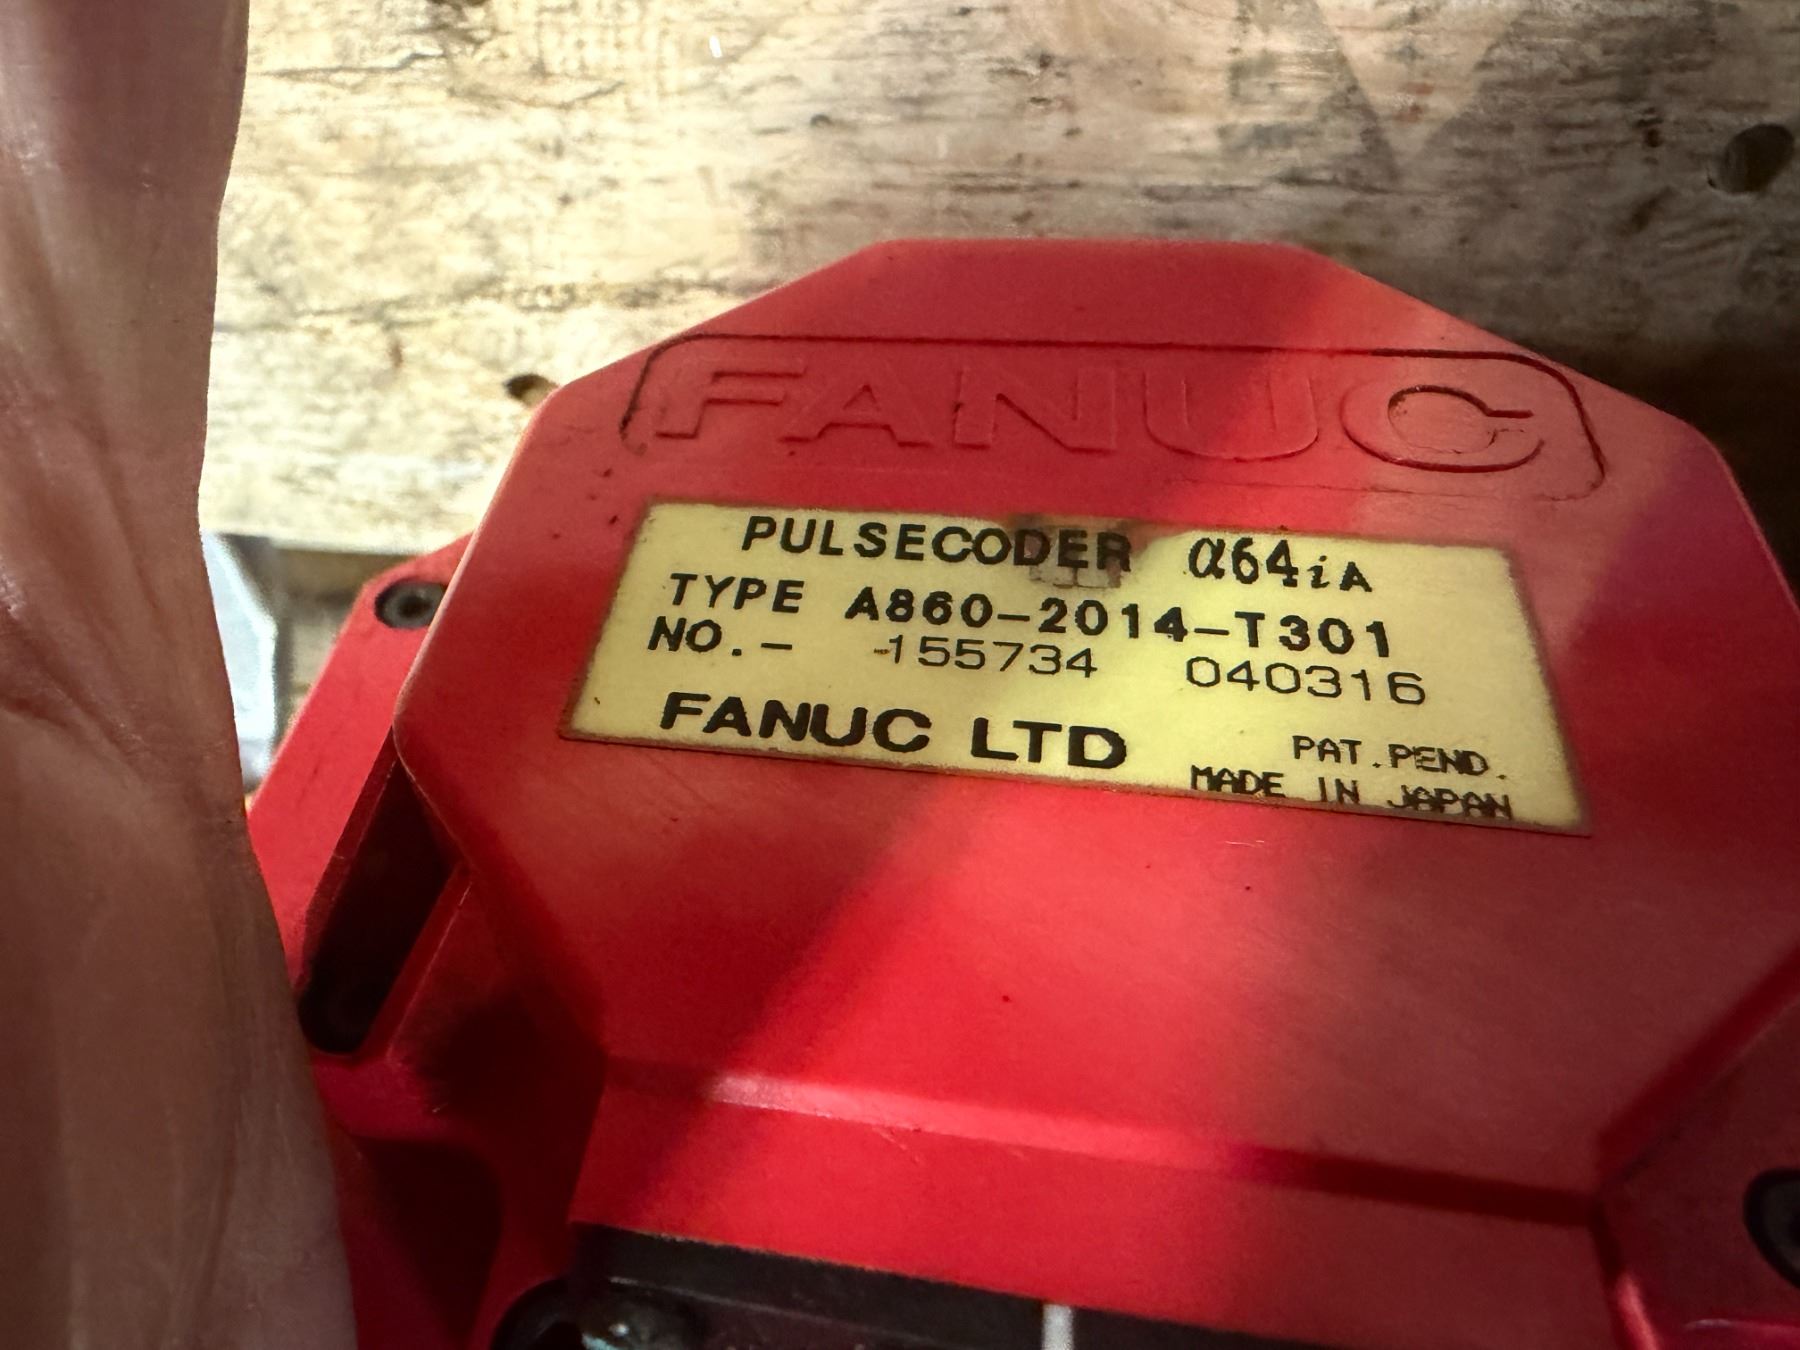 FANUC
PULSECODER α64iA
TYPE A860-2014-T301
NO.- -155734 040316
FANUC LTD PAT.PEND.
MADE IN JAPAN